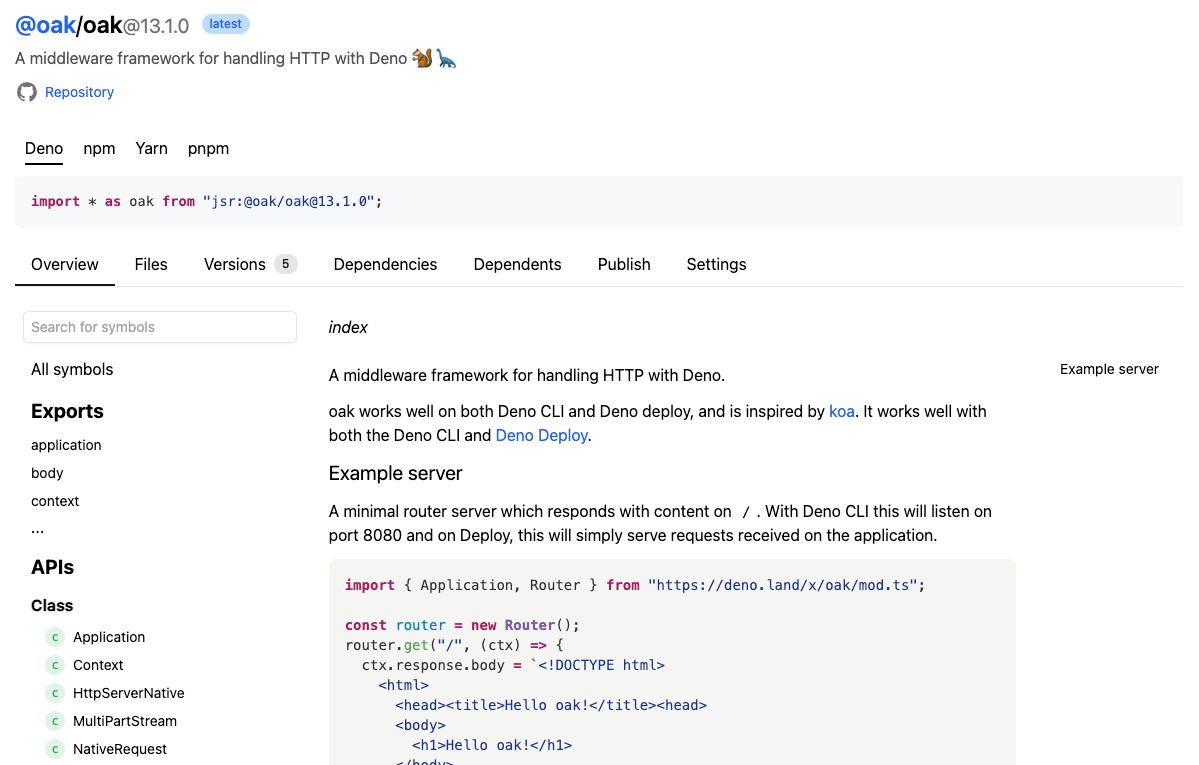 @oak/oak@13.1.0 latest
A middleware framework for handling HTTP with Deno 🐿️🦕
Repository
Deno npm Yarn pnpm
import * as oak from "jsr:@oak/oak@13.1.0";
Overview Files Versions 5 Dependencies Dependents Publish Settings
Search for symbols
All symbols
Exports
application
body
context
...
APIs
Class
c Application
c Context
c HttpServerNative
c MultiPartStream
c NativeRequest
index
A middleware framework for handling HTTP with Deno.
oak works well on both Deno CLI and Deno deploy, and is inspired by koa. It works well with
both the Deno CLI and Deno Deploy.
Example server
A minimal router server which responds with content on / . With Deno CLI this will listen on
port 8080 and on Deploy, this will simply serve requests received on the application.
import { Application, Router } from "https://deno.land/x/oak/mod.ts";
const router = new Router();
router.get("/", (ctx) => {
  ctx.response.body = `<!DOCTYPE html>
    <html>
      <head><title>Hello oak!</title><head>
      <body>
        <h1>Hello oak!</h1>
      </body>
Example server